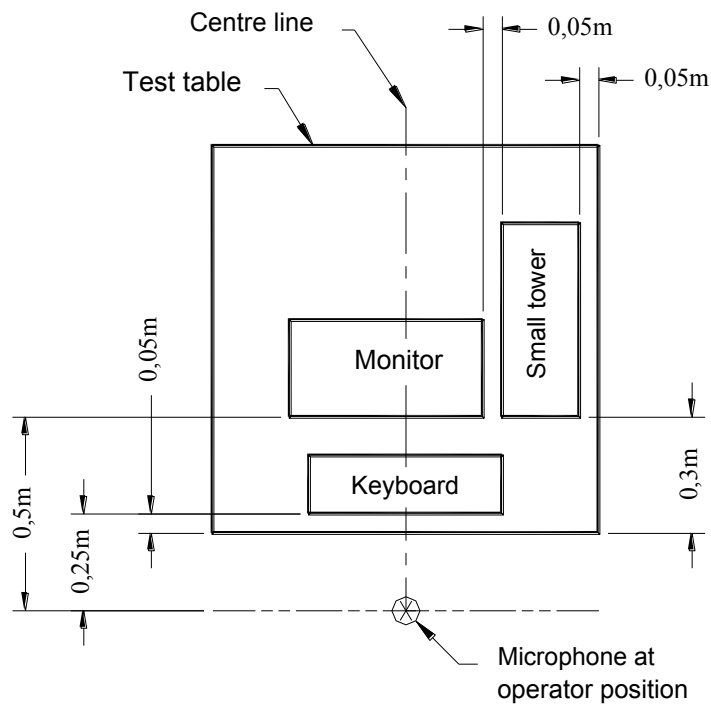 Centre line
0,05m
Test table
0,05m
Small tower
0,05m
Monitor
Keyboard
0,3m
0,5m
0,25m
Microphone at
operator position